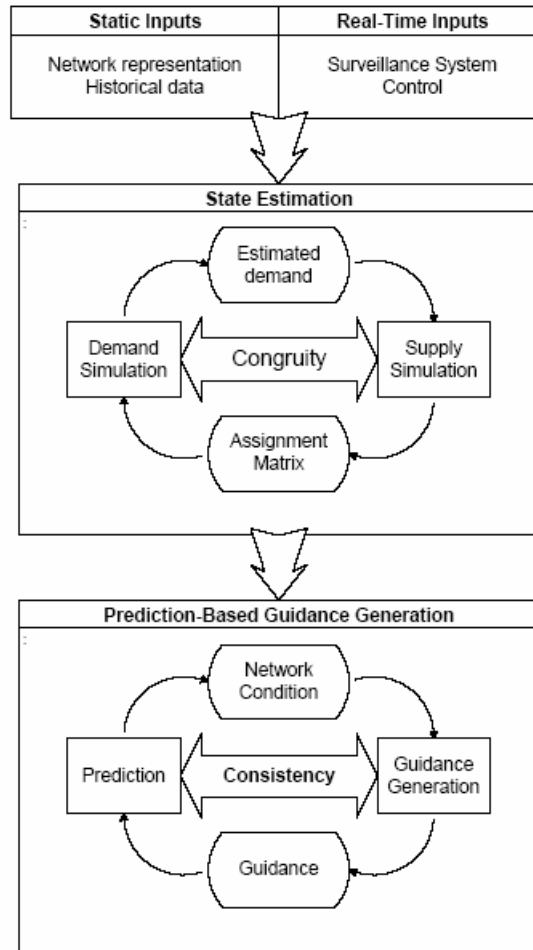 Static Inputs
Real-Time Inputs
Network representation
Historical data
Surveillance System
Control
State Estimation
:
Estimated
demand
Demand
Simulation
Congruity
Supply
Simulation
Assignment
Matrix
Prediction-Based Guidance Generation
:
Network
Condition
Prediction
Consistency
Guidance
Generation
Guidance